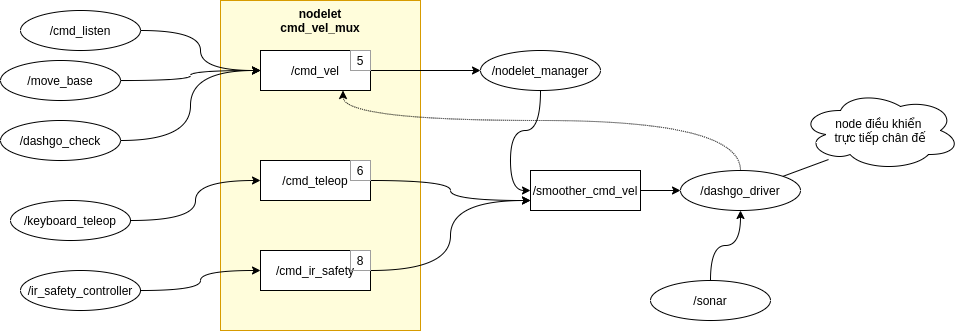 nodelet
cmd_vel_mux
/cmd_listen
/move_base
/dashgo_check
/keyboard_teleop
/ir_safety_controller
5
/cmd_vel
6
/cmd_teleop
8
/cmd_ir_safety
/nodelet_manager
/smoother_cmd_vel
/dashgo_driver
/sonar
node điều khiển
trực tiếp chân đế